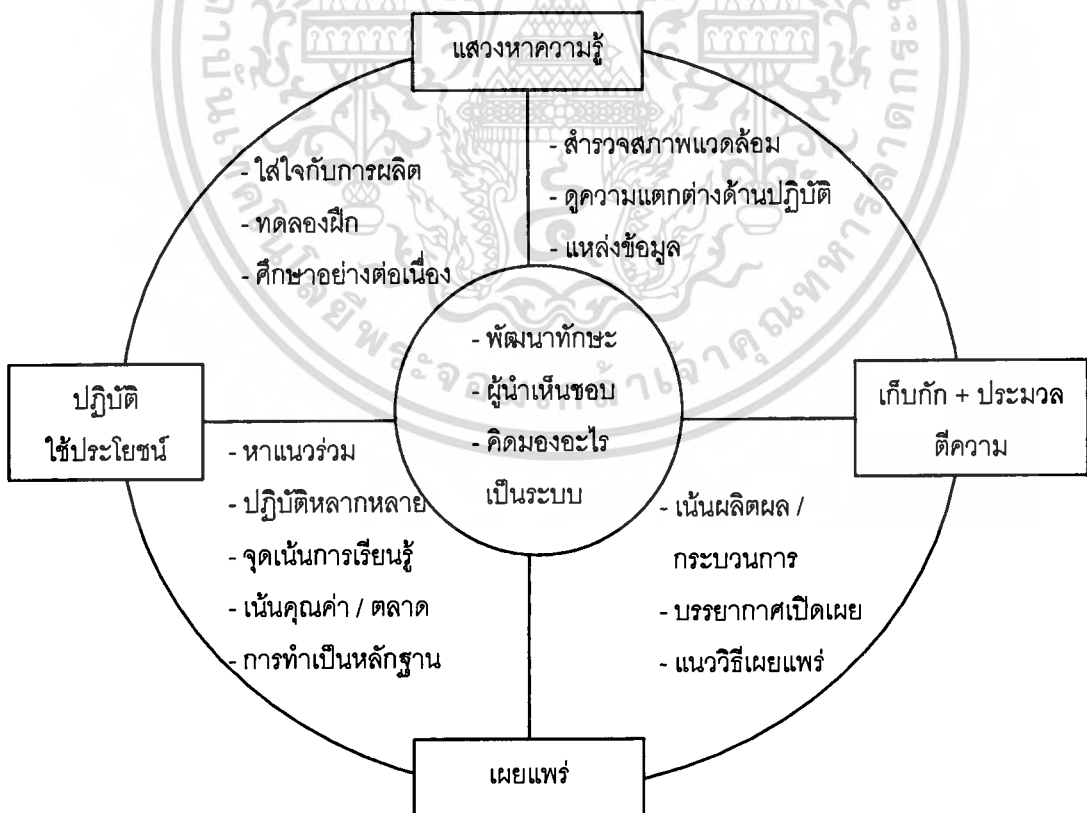 แสวงหาความรู้
- ใส่ใจกับการผลิต
- ทดลองฝึก
- ศึกษาอย่างต่อเนื่อง
- สำรวจสภาพแวดล้อม
- ดูความแตกต่างด้านปฏิบัติ
- แหล่งข้อมูล
- พัฒนาทักษะ
- ผู้นำเห็นชอบ
- คิดมองอะไร
เป็นระบบ
ปฏิบัติ
ใช้ประโยชน์
เก็บกัก + ประมวล
ตีความ
- หาแนวร่วม
- ปฏิบัติหลากหลาย
- จุดเน้นการเรียนรู้
- เน้นคุณค่า / ตลาด
- การทำเป็นหลักฐาน
- เน้นผลิตผล /
กระบวนการ
- บรรยากาศเปิดเผย
- แนววิธีเผยแพร่
เผยแพร่